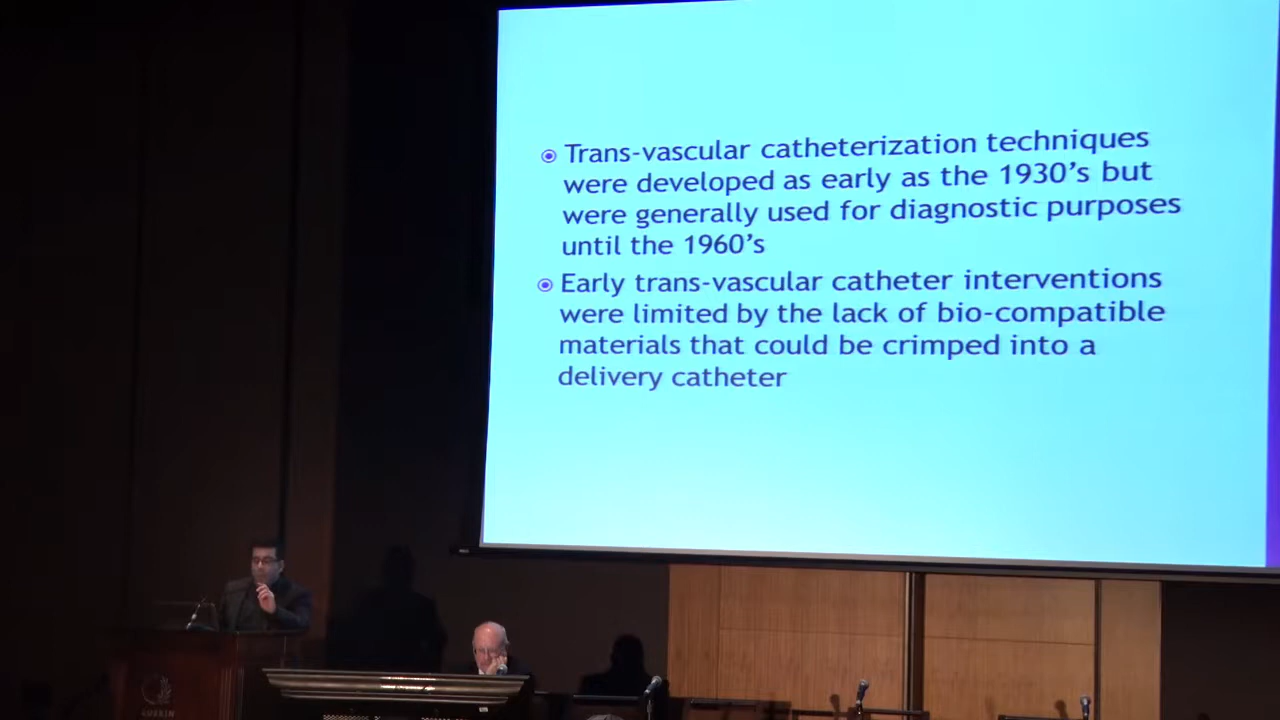 Trans-vascular catheterization techniques
were developed as early as the 1930’s but
were generally used for diagnostic purposes
until the 1960’s
Early trans-vascular catheter interventions
were limited by the lack of bio-compatible
materials that could be crimped into a
delivery catheter